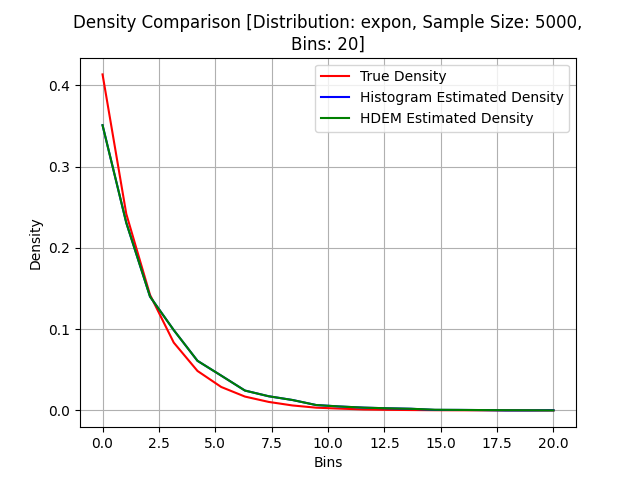 Density Comparison [Distribution: expon, Sample Size: 5000,
Bins: 20]
True Density
Histogram Estimated Density
HDEM Estimated Density
Density
0.4
0.3
0.2
0.1
0.0
0.0 2.5 5.0 7.5 10.0 12.5 15.0 17.5 20.0
Bins